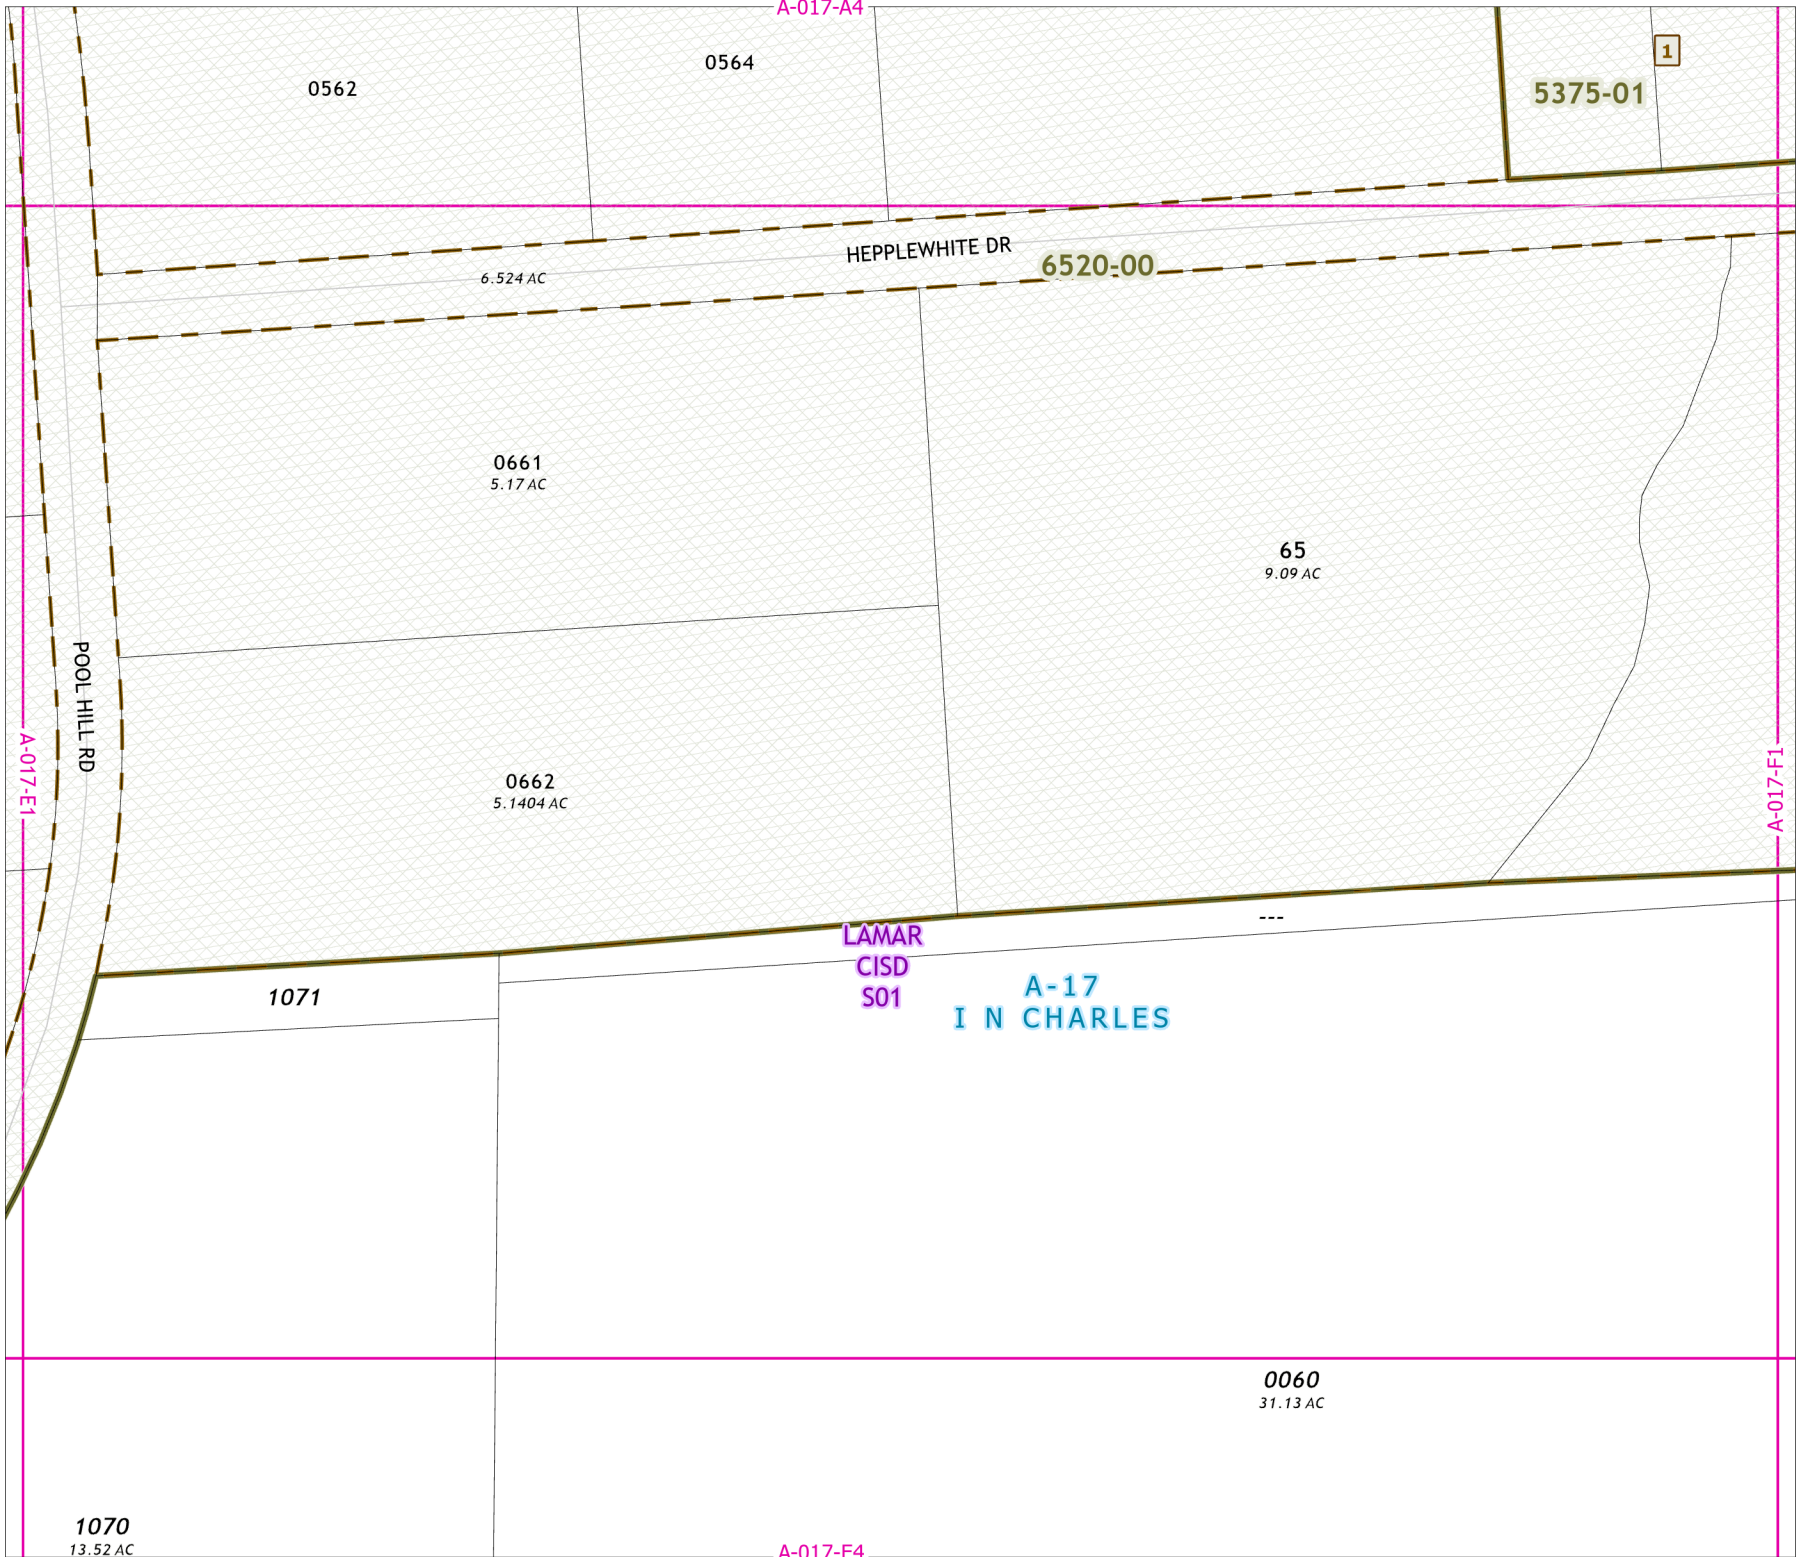 A-017-A4
0562
0564
1
5375-01
HEPPLEWHITE DR
6.524 AC
6520-00
0661
5.17 AC
65
9.09 AC
POOL HILL RD
A-017-E1
A-017-F1
0662
5.1404 AC
---
LAMAR
CISD
S01
A-17
I N CHARLES
1071
0060
31.13 AC
1070
13.52 AC